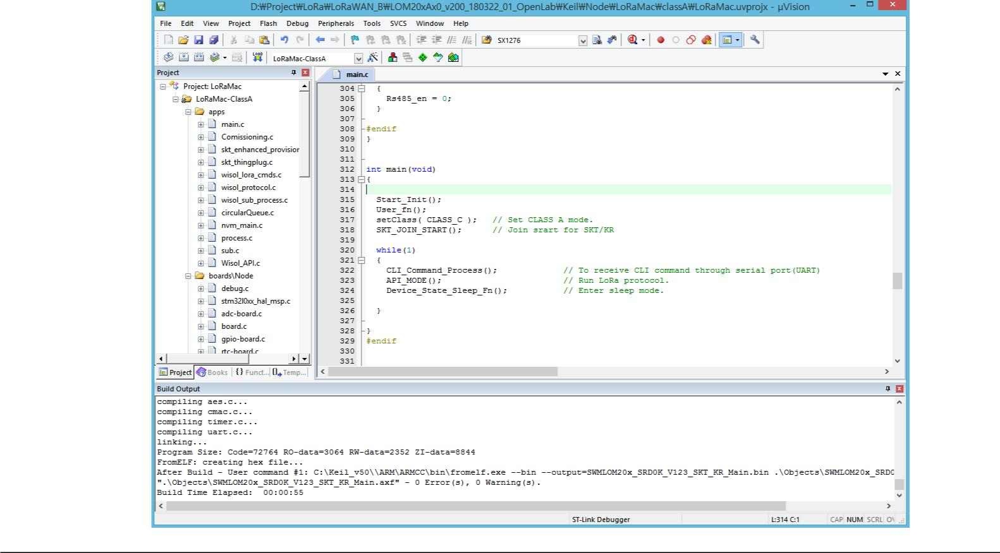 D:₩Project₩LoRa₩LoRaWAN_B₩LOM20xAx0_v200_180322_01_OpenLab₩Keil₩Node₩LoRaMac₩classA₩LoRaMac.uvprojx - µVision
File Edit View Project Flash Debug Peripherals Tools SVCS Window Help
SX1276
LOAD LoRaMac-ClassA
Project
Project: LoRaMac
LoRaMac-ClassA
apps
main.c
Comissioning.c
skt_enhanced_provisior
skt_thingplug.c
wisol_lora_cmds.c
wisol_protocol.c
wisol_sub_process.c
circularQueue.c
nvm_main.c
process.c
sub.c
Wisol_API.c
boards\Node
debug.c
stm32l0xx_hal_msp.c
adc-board.c
board.c
gpio-board.c
rtc-board.c
Project Books {} Funct... Temp...
main.c
304 {
305 Rs485_en = 0;
306 }
307
308 #endif
309 }
310
311
312 int main(void)
313 {
314
315 Start_Init();
316 User_fn();
317 setClass( CLASS_C ); // Set CLASS A mode.
318 SKT_JOIN_START(); // Join srart for SKT/KR
319
320 while(1)
321 {
322 CLI_Command_Process(); // To receive CLI command through serial port(UART)
323 API_MODE(); // Run LoRa protocol.
324 Device_State_Sleep_Fn(); // Enter sleep mode.
325
326 }
327
328 }
329 #endif
330
331
Build Output
compiling aes.c...
compiling cmac.c...
compiling timer.c...
compiling uart.c...
linking...
Program Size: Code=72764 RO-data=3064 RW-data=2352 ZI-data=8844
FromELF: creating hex file...
After Build - User command #1: C:\Keil_v50\\ARM\ARMCC\bin\fromelf.exe --bin --output=SWMLOM20x_SRD0K_V123_SKT_KR_Main.bin .\Objects\SWMLOM20x_SRD0
".\Objects\SWMLOM20x_SRD0K_V123_SKT_KR_Main.axf" - 0 Error(s), 0 Warning(s).
Build Time Elapsed: 00:00:55
ST-Link Debugger L:314 C:1 CAP NUM SCRL